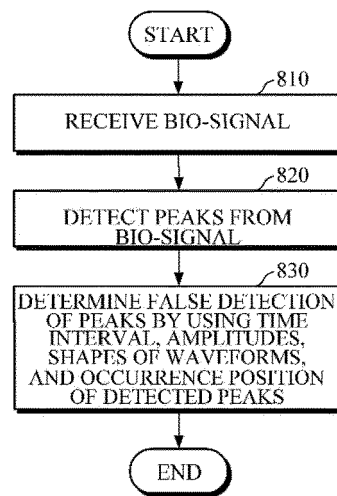 START
810
RECEIVE BIO-SIGNAL
820
DETECT PEAKS FROM
BIO-SIGNAL
830
DETERMINE FALSE DETECTION
OF PEAKS BY USING TIME
INTERVAL, AMPLITUDES,
SHAPES OF WAVEFORMS,
AND OCCURRENCE POSITION
OF DETECTED PEAKS
END